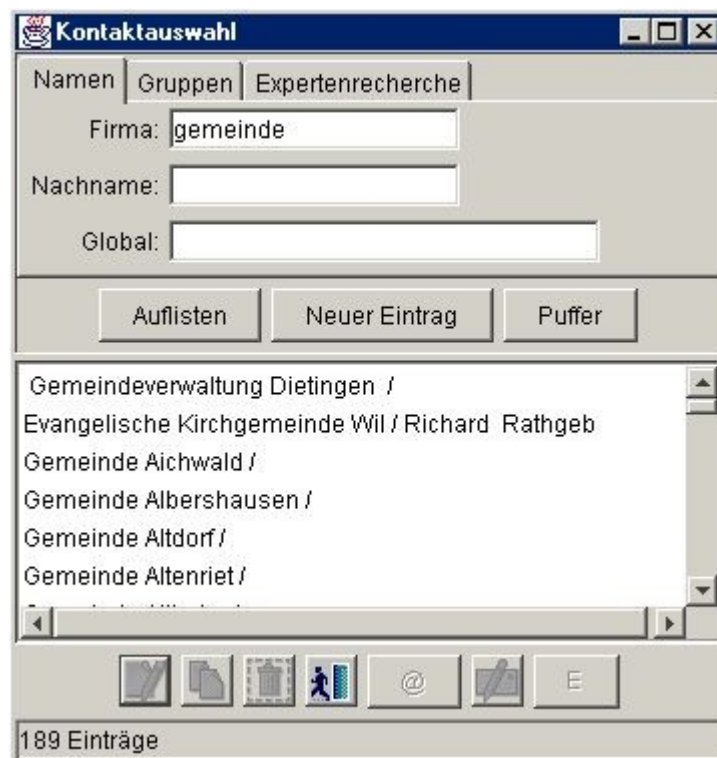 Kontaktauswahl
Namen Gruppen Expertenrecherche
Firma: gemeinde
Nachname:
Global:
Auflisten Neuer Eintrag Puffer
Gemeindeverwaltung Dietingen /
Evangelische Kirchgemeinde Wil / Richard Rathgeb
Gemeinde Aichwald /
Gemeinde Albershausen /
Gemeinde Altdorf /
Gemeinde Altenriet /
@ E
189 Einträge